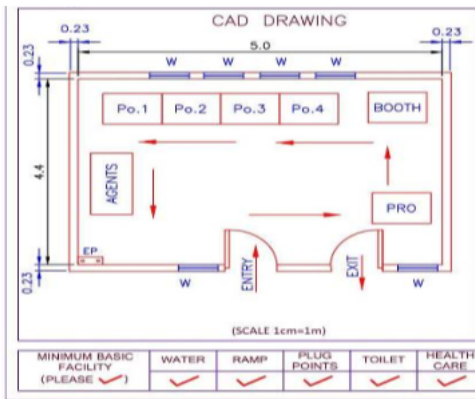 CAD DRAWING
0.23
5.0
0.23
0.23
W W W W
Po.1 Po.2 Po.3 Po.4 BOOTH
4.4
AGENTS
PRO
EP
0.23
W
ENTRY
EXIT
W
(SCALE 1cm=1m)
MINIMUM BASIC
FACILITY
(PLEASE ✓)
WATER
RAMP
PLUG
POINTS
TOILET
HEALTH
CARE
✓ ✓ ✓ ✓ ✓